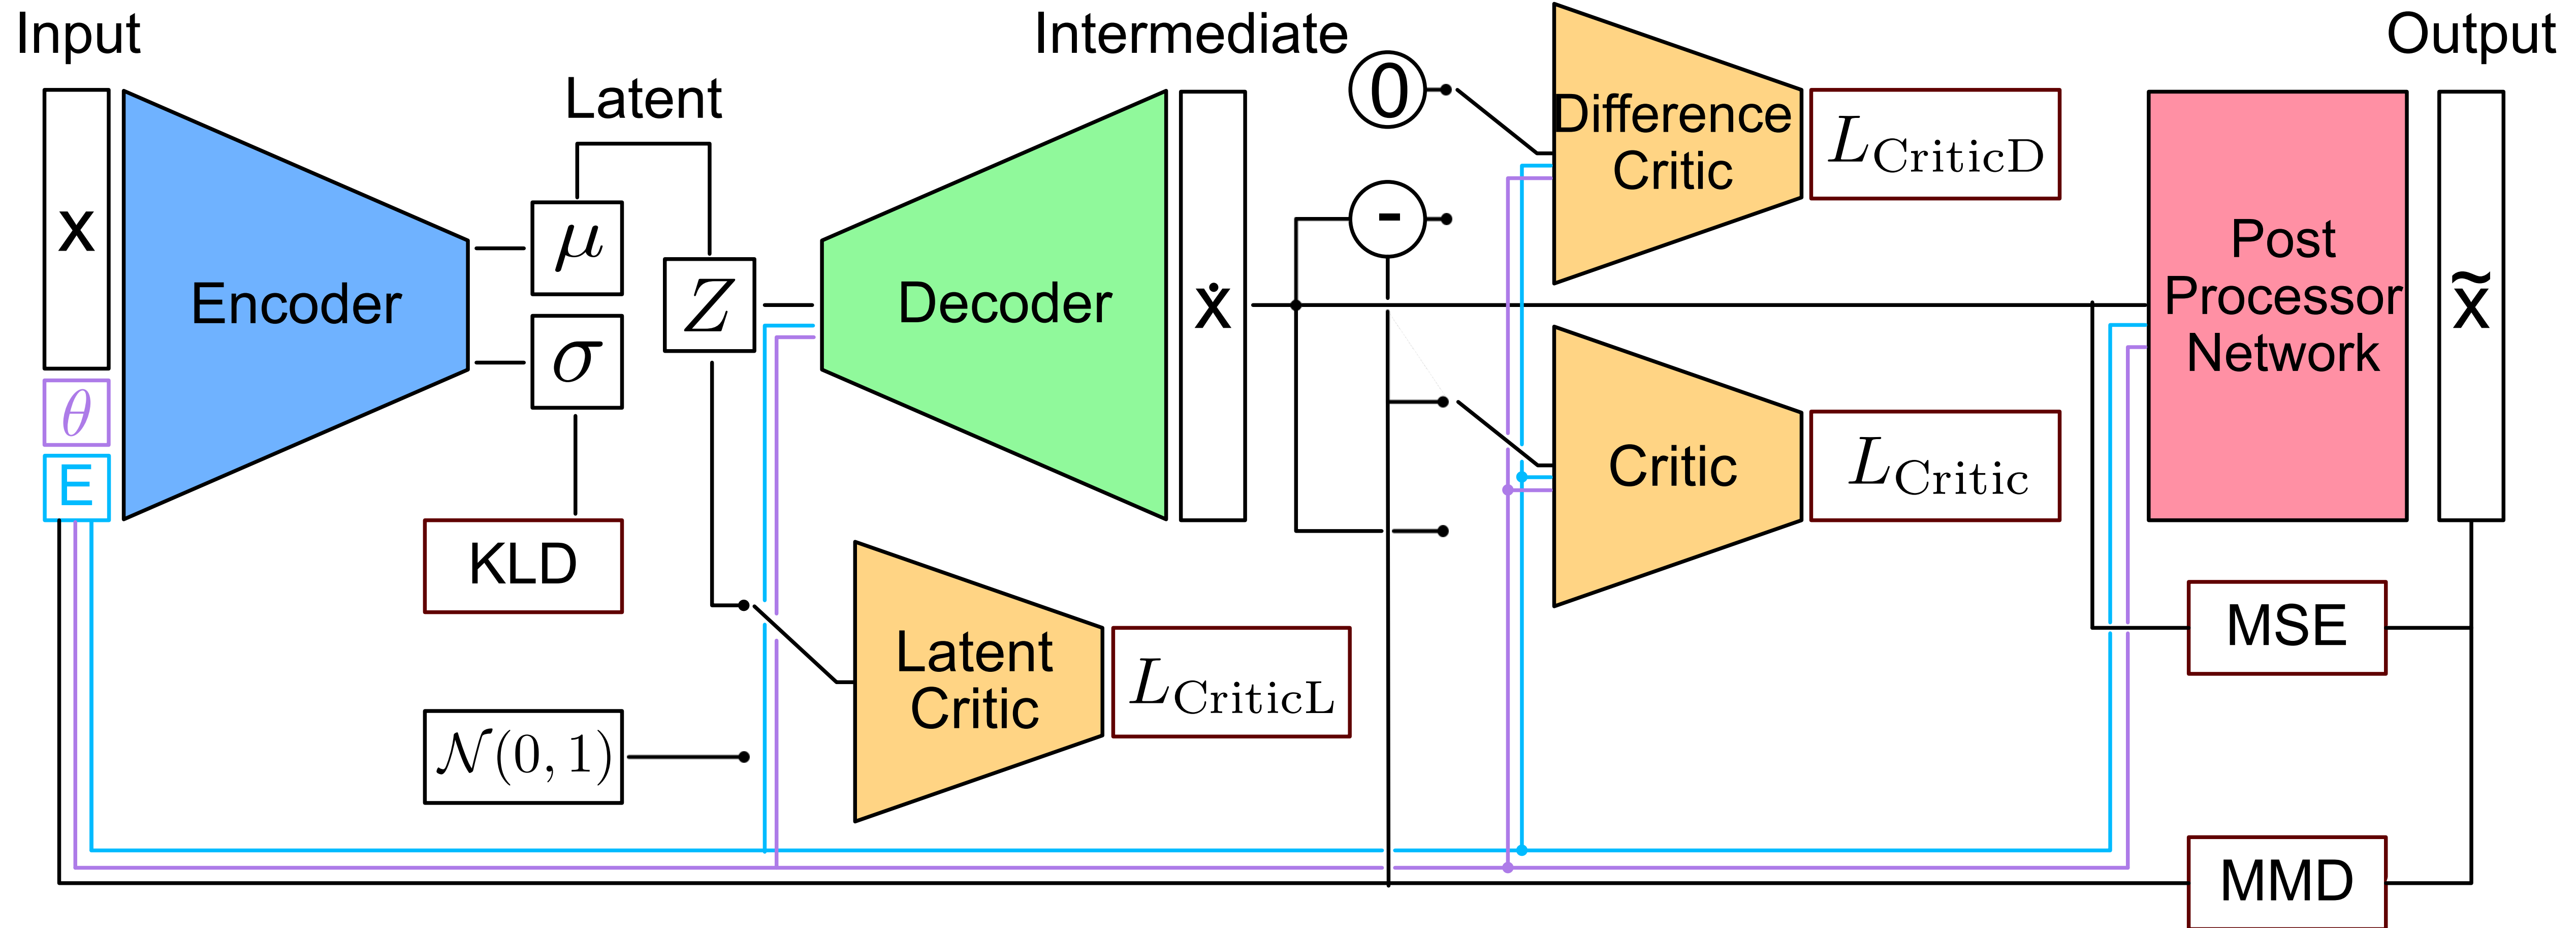 Input
Latent
Intermediate
Output
x
θ
E
Encoder
μ
σ
KLD
𝒩(0, 1)
Z
Decoder
ẋ
Latent
Critic
L_CriticL
0
-
Difference
Critic
L_CriticD
Critic
L_Critic
Post
Processor
Network
x̃
MSE
MMD